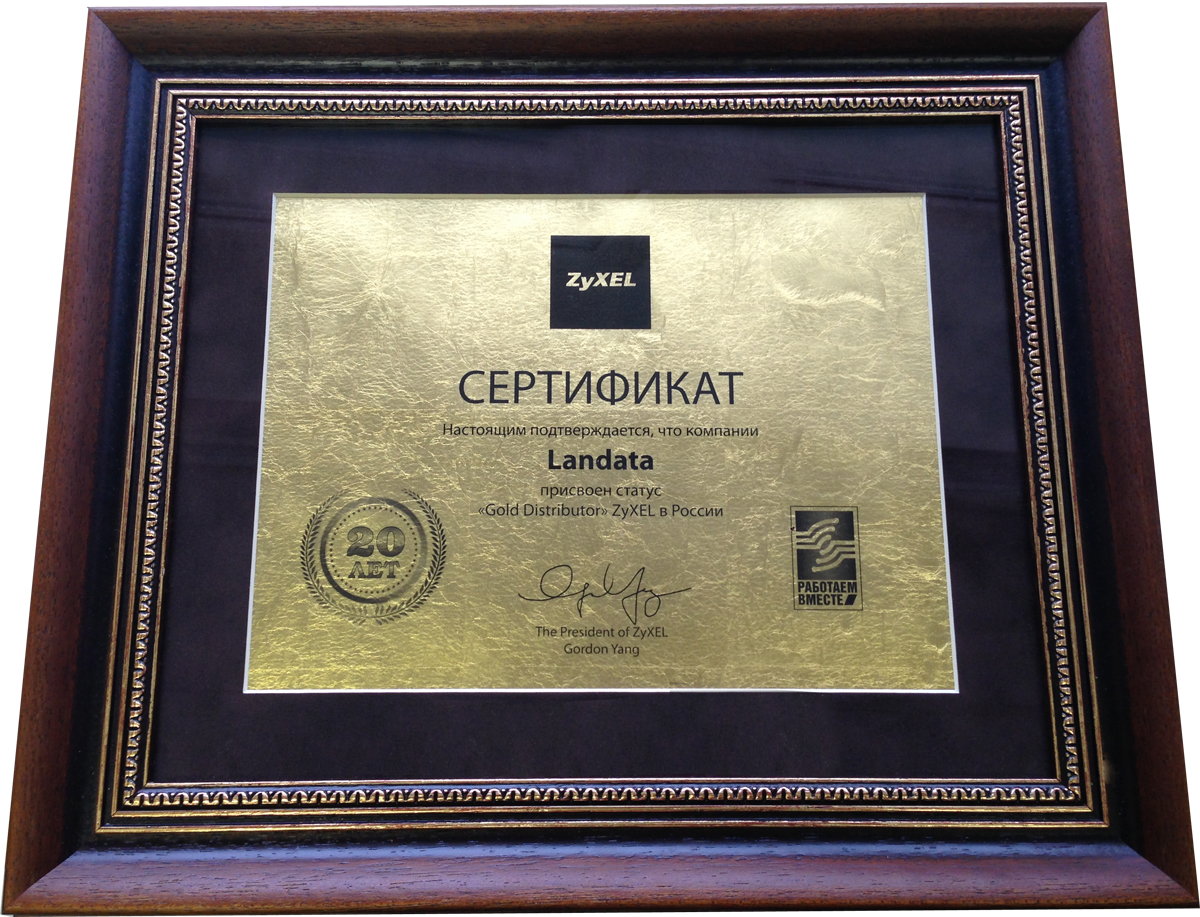 ZyXEL
СЕРТИФИКАТ
Настоящим подтверждается, что компании
Landata
присвоен статус
«Gold Distributor» ZyXEL в России
20
ЛЕТ
РАБОТАЕМ
ВМЕСТЕ
The President of ZyXEL
Gordon Yang